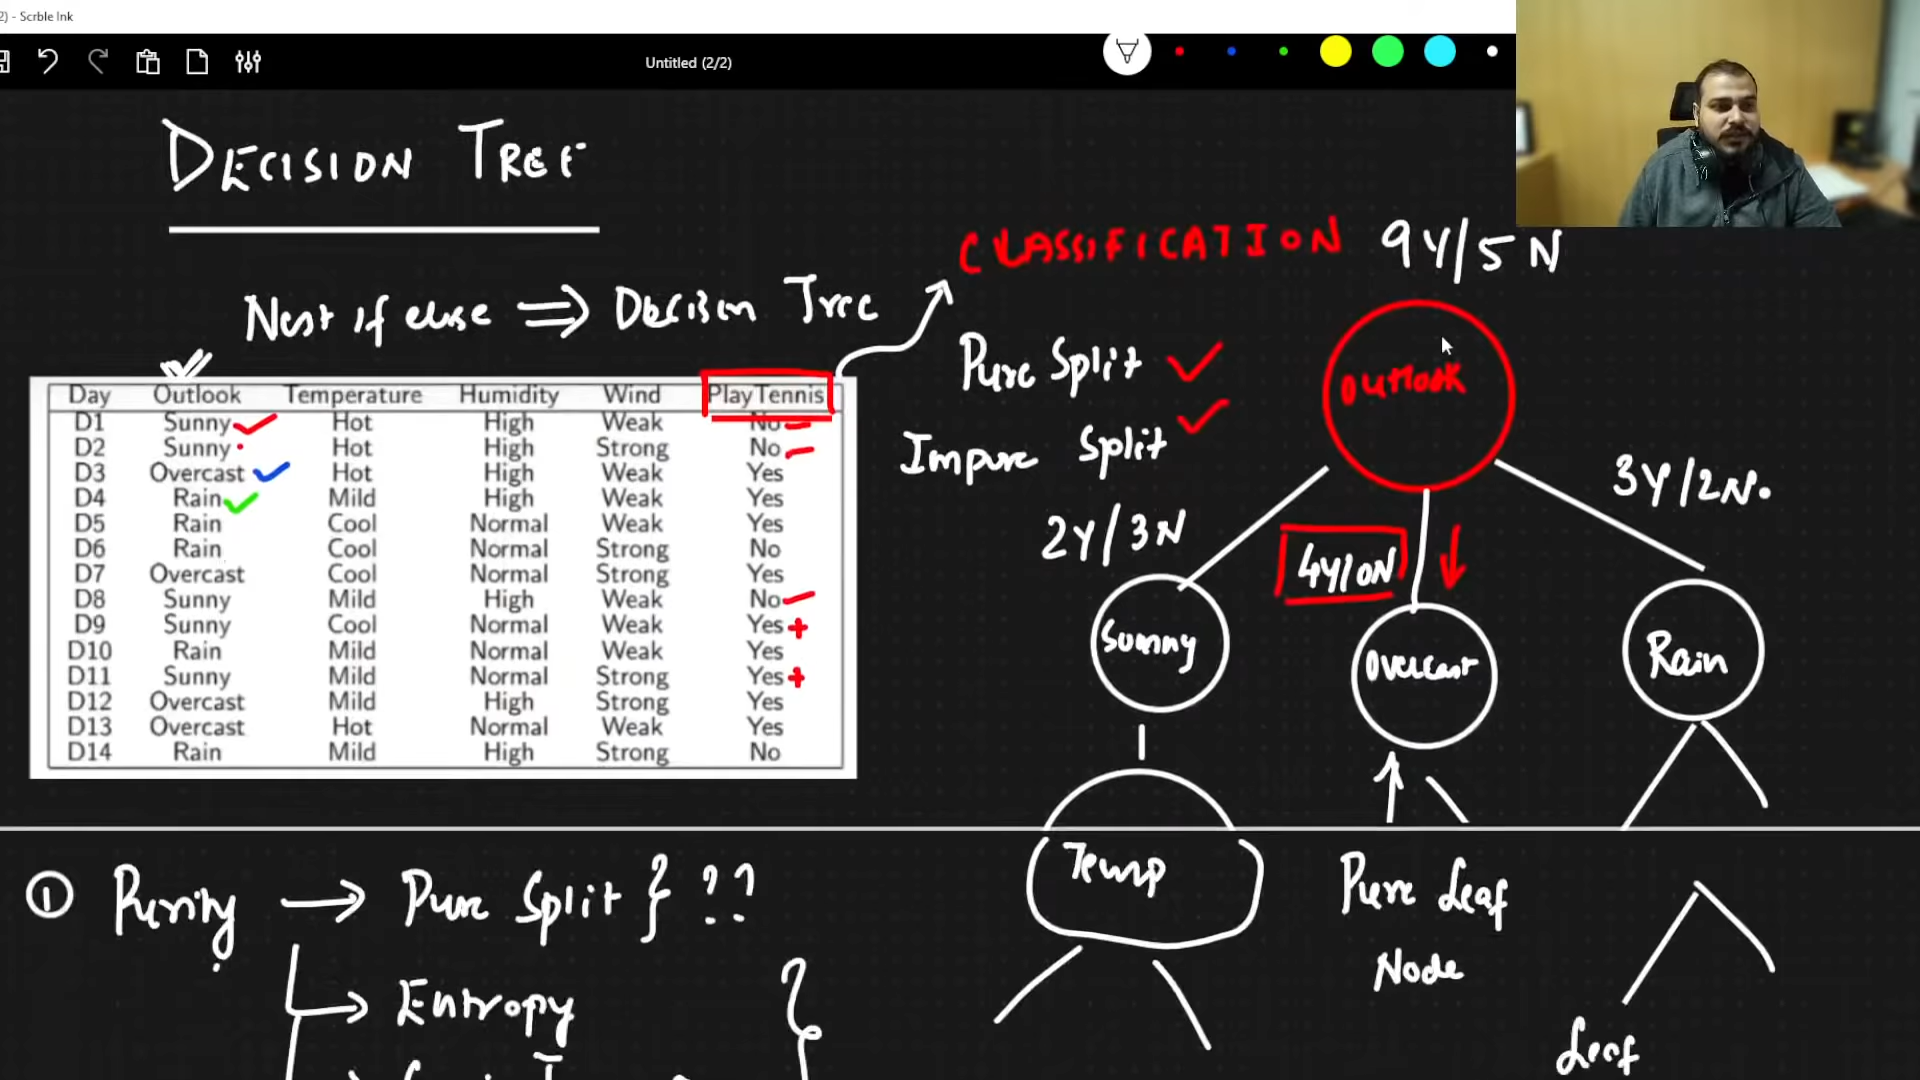 2) - Scrble Ink
Untitled (2/2)
DECISION TREE
CLASSIFICATION 9Y/5N
Nest if else ⇒ Decision Tree
Pure Split ✓
Impure Split ✓
Outlook
Day Outlook Temperature Humidity Wind PlayTennis
D1 Sunny Hot High Weak No
D2 Sunny Hot High Strong No
D3 Overcast Hot High Weak Yes
D4 Rain Mild High Weak Yes
D5 Rain Cool Normal Weak Yes
D6 Rain Cool Normal Strong No
D7 Overcast Cool Normal Strong Yes
D8 Sunny Mild High Weak No
D9 Sunny Cool Normal Weak Yes +
D10 Rain Mild Normal Weak Yes
D11 Sunny Mild Normal Strong Yes +
D12 Overcast Mild High Strong Yes
D13 Overcast Hot Normal Weak Yes
D14 Rain Mild High Strong No
2Y/3N
4Y/0N
3Y/2N.
Sunny
Overcast
Rain
Temp
Pure Leaf
Node
Leaf
① Purity → Pure Split } ??
→ Entropy